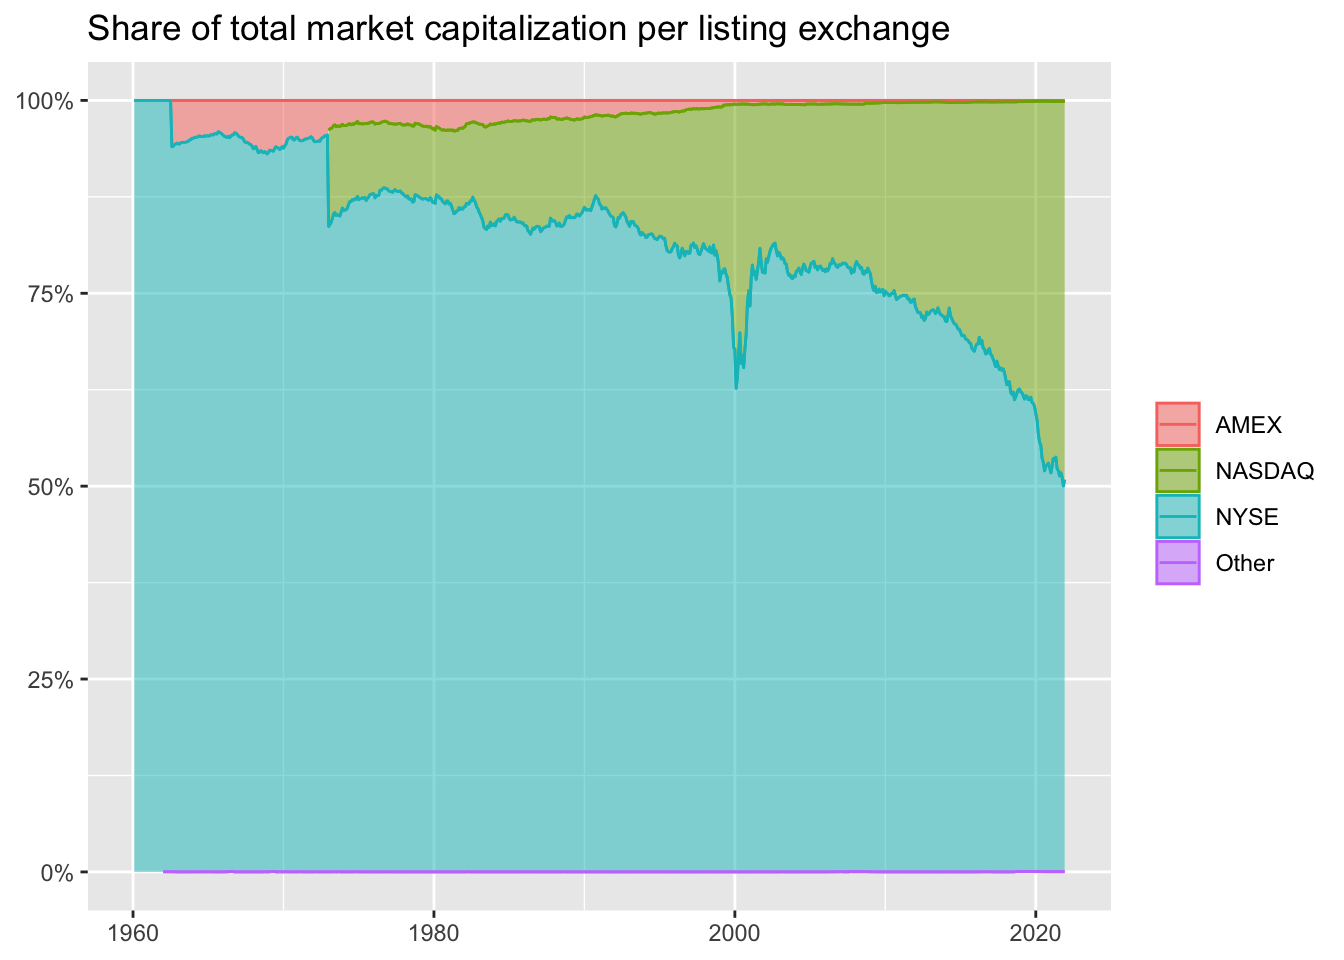 Share of total market capitalization per listing exchange
100%
75%
50%
25%
0%
1960 1980 2000 2020
AMEX
NASDAQ
NYSE
Other